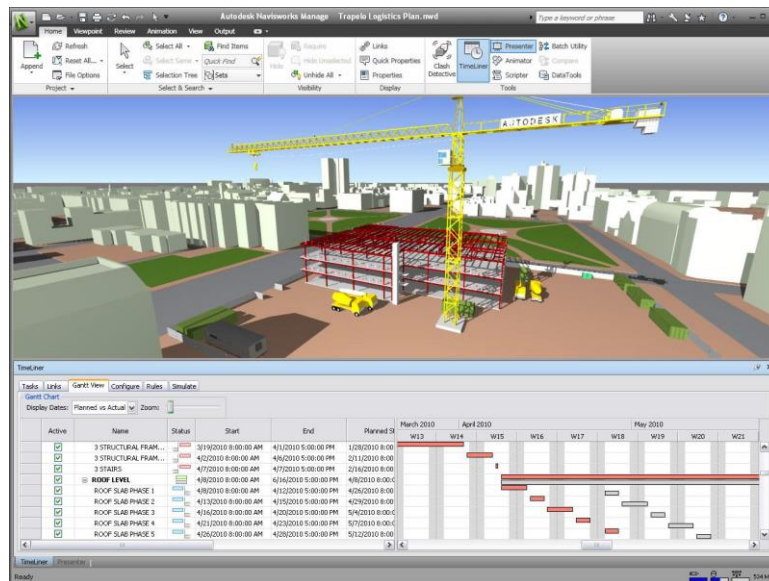 Autodesk Navisworks Manage Trapelo Logistics Plan.nwd
Type a keyword or phrase
Home Viewpoint Review Animation View Output
Append
Refresh
Reset All...
File Options
Project
Select
Select All
Select Same
Selection Tree
Find Items
Quick Find
Sets
Select & Search
Hide
Require
Hide Unselected
Unhide All
Visibility
Links
Quick Properties
Properties
Display
Clash Detective
TimeLiner
Presenter
Animator
Scripter
Batch Utility
Compare
DataTools
Tools
AUTODESK
TimeLiner
Tasks Links Gantt View Configure Rules Simulate
Gantt Chart
Display Dates: Planned vs Actual Zoom:
Active Name Status Start End Planned St
March 2010 April 2010 May 2010
W13 W14 W15 W16 W17 W18 W19 W20 W21
3 STRUCTURAL FRAM... 3/19/2010 8:00:00 AM 4/1/2010 5:00:00 PM 1/28/2010 8:00:
3 STRUCTURAL FRAM... 4/2/2010 8:00:00 AM 4/6/2010 5:00:00 PM 2/11/2010 8:00:
3 STAIRS 4/7/2010 8:00:00 AM 4/7/2010 5:00:00 PM 2/16/2010 8:00:
ROOF LEVEL 4/8/2010 8:00:00 AM 6/16/2010 5:00:00 PM 4/8/2010 8:00:
ROOF SLAB PHASE 1 4/8/2010 8:00:00 AM 4/12/2010 5:00:00 PM 4/26/2010 8:00:
ROOF SLAB PHASE 2 4/13/2010 8:00:00 AM 4/15/2010 5:00:00 PM 4/29/2010 8:00:
ROOF SLAB PHASE 3 4/16/2010 8:00:00 AM 4/20/2010 5:00:00 PM 5/4/2010 8:00:0
ROOF SLAB PHASE 4 4/21/2010 8:00:00 AM 4/23/2010 5:00:00 PM 5/7/2010 8:00:0
ROOF SLAB PHASE 5 4/26/2010 8:00:00 AM 4/28/2010 5:00:00 PM 5/12/2010 8:00:
TimeLiner Presenter
Ready